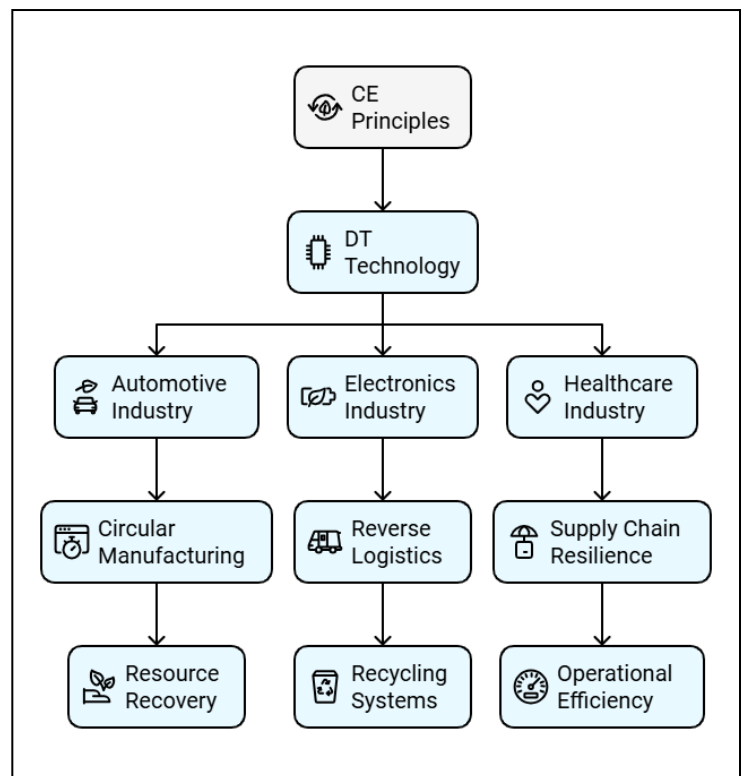 CE
Principles
DT
Technology
Automotive
Industry
Electronics
Industry
Healthcare
Industry
Circular
Manufacturing
Reverse
Logistics
Supply Chain
Resilience
Resource
Recovery
Recycling
Systems
Operational
Efficiency